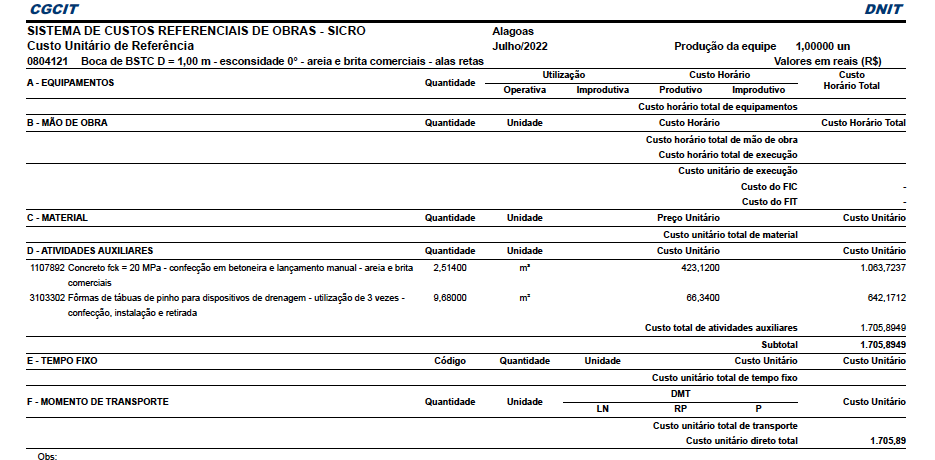 CGCIT DNIT
SISTEMA DE CUSTOS REFERENCIAIS DE OBRAS - SICRO Alagoas
Custo Unitário de Referência Julho/2022 Produção da equipe 1,00000 un
0804121 Boca de BSTC D = 1,00 m - esconsidade 0° - areia e brita comerciais - alas retas Valores em reais (R$)
A - EQUIPAMENTOS Quantidade Utilização Custo Horário Custo Horário Total
Operativa Improdutiva Produtivo Improdutivo
Custo horário total de equipamentos
B - MÃO DE OBRA Quantidade Unidade Custo Horário Custo Horário Total
Custo horário total de mão de obra
Custo horário total de execução
Custo unitário de execução
Custo do FIC -
Custo do FIT -
C - MATERIAL Quantidade Unidade Preço Unitário Custo Unitário
Custo unitário total de material
D - ATIVIDADES AUXILIARES Quantidade Unidade Custo Unitário Custo Unitário
1107892 Concreto fck = 20 MPa - confecção em betoneira e lançamento manual - areia e brita 2,51400 m³ 423,1200 1.063,7237
comerciais
3103302 Fôrmas de tábuas de pinho para dispositivos de drenagem - utilização de 3 vezes - 9,68000 m² 66,3400 642,1712
confecção, instalação e retirada
Custo total de atividades auxiliares 1.705,8949
Subtotal 1.705,8949
E - TEMPO FIXO Código Quantidade Unidade Custo Unitário Custo Unitário
Custo unitário total de tempo fixo
F - MOMENTO DE TRANSPORTE Quantidade Unidade DMT Custo Unitário
LN RP P
Custo unitário total de transporte
Custo unitário direto total 1.705,89
Obs: